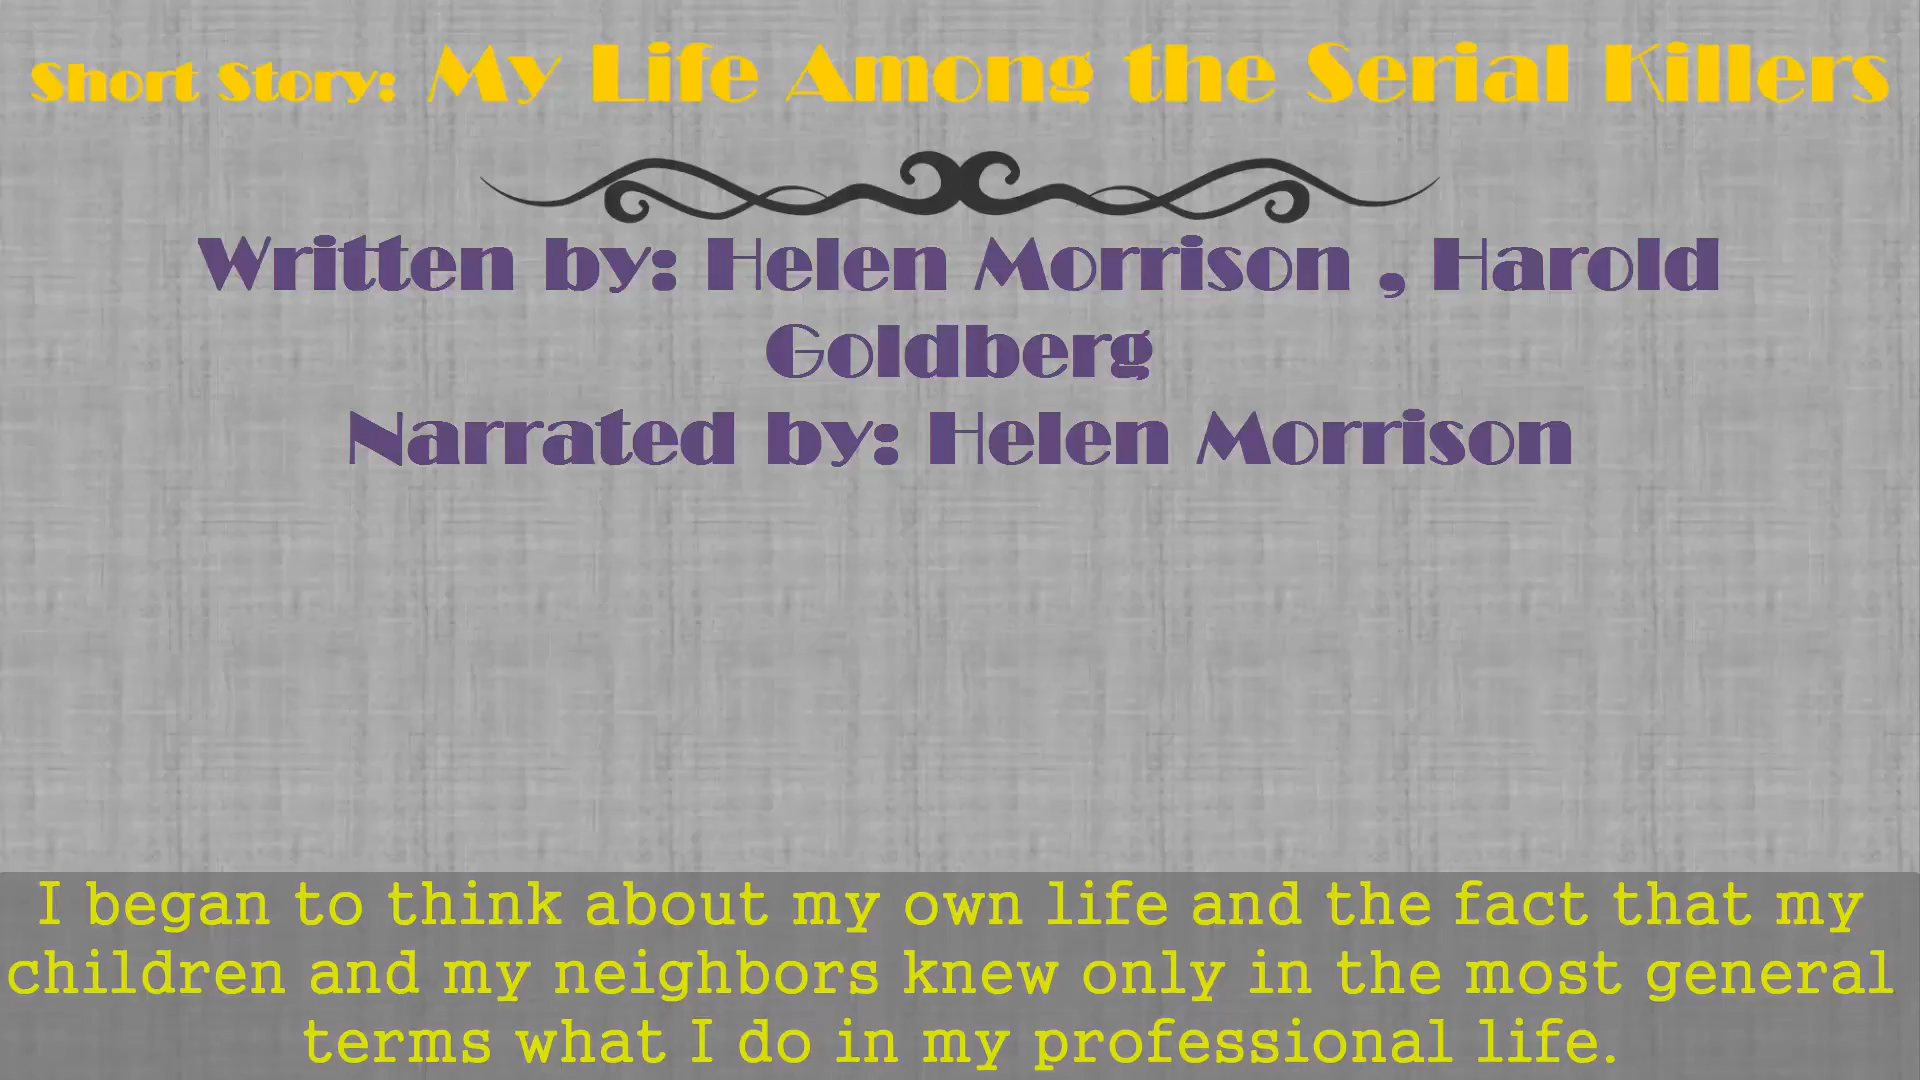 Short Story: My Life Among the Serial Killers
Written by: Helen Morrison , Harold
Goldberg
Narrated by: Helen Morrison
I began to think about my own life and the fact that my
children and my neighbors knew only in the most general
terms what I do in my professional life.